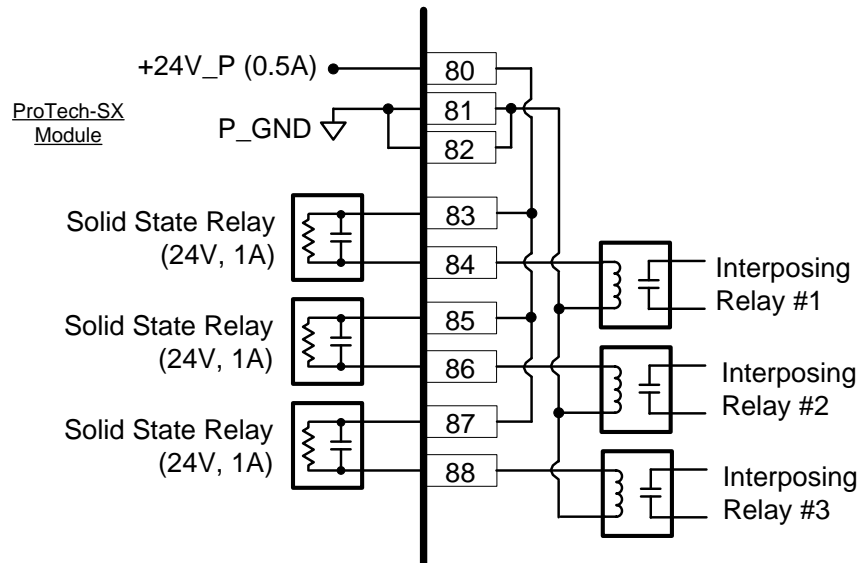 +24V_P (0.5A)
80
ProTech-SX
Module
P_GND
81
82
Solid State Relay
(24V, 1A)
83
84
Interposing
Relay #1
Solid State Relay
(24V, 1A)
85
86
Interposing
Relay #2
Solid State Relay
(24V, 1A)
87
88
Interposing
Relay #3